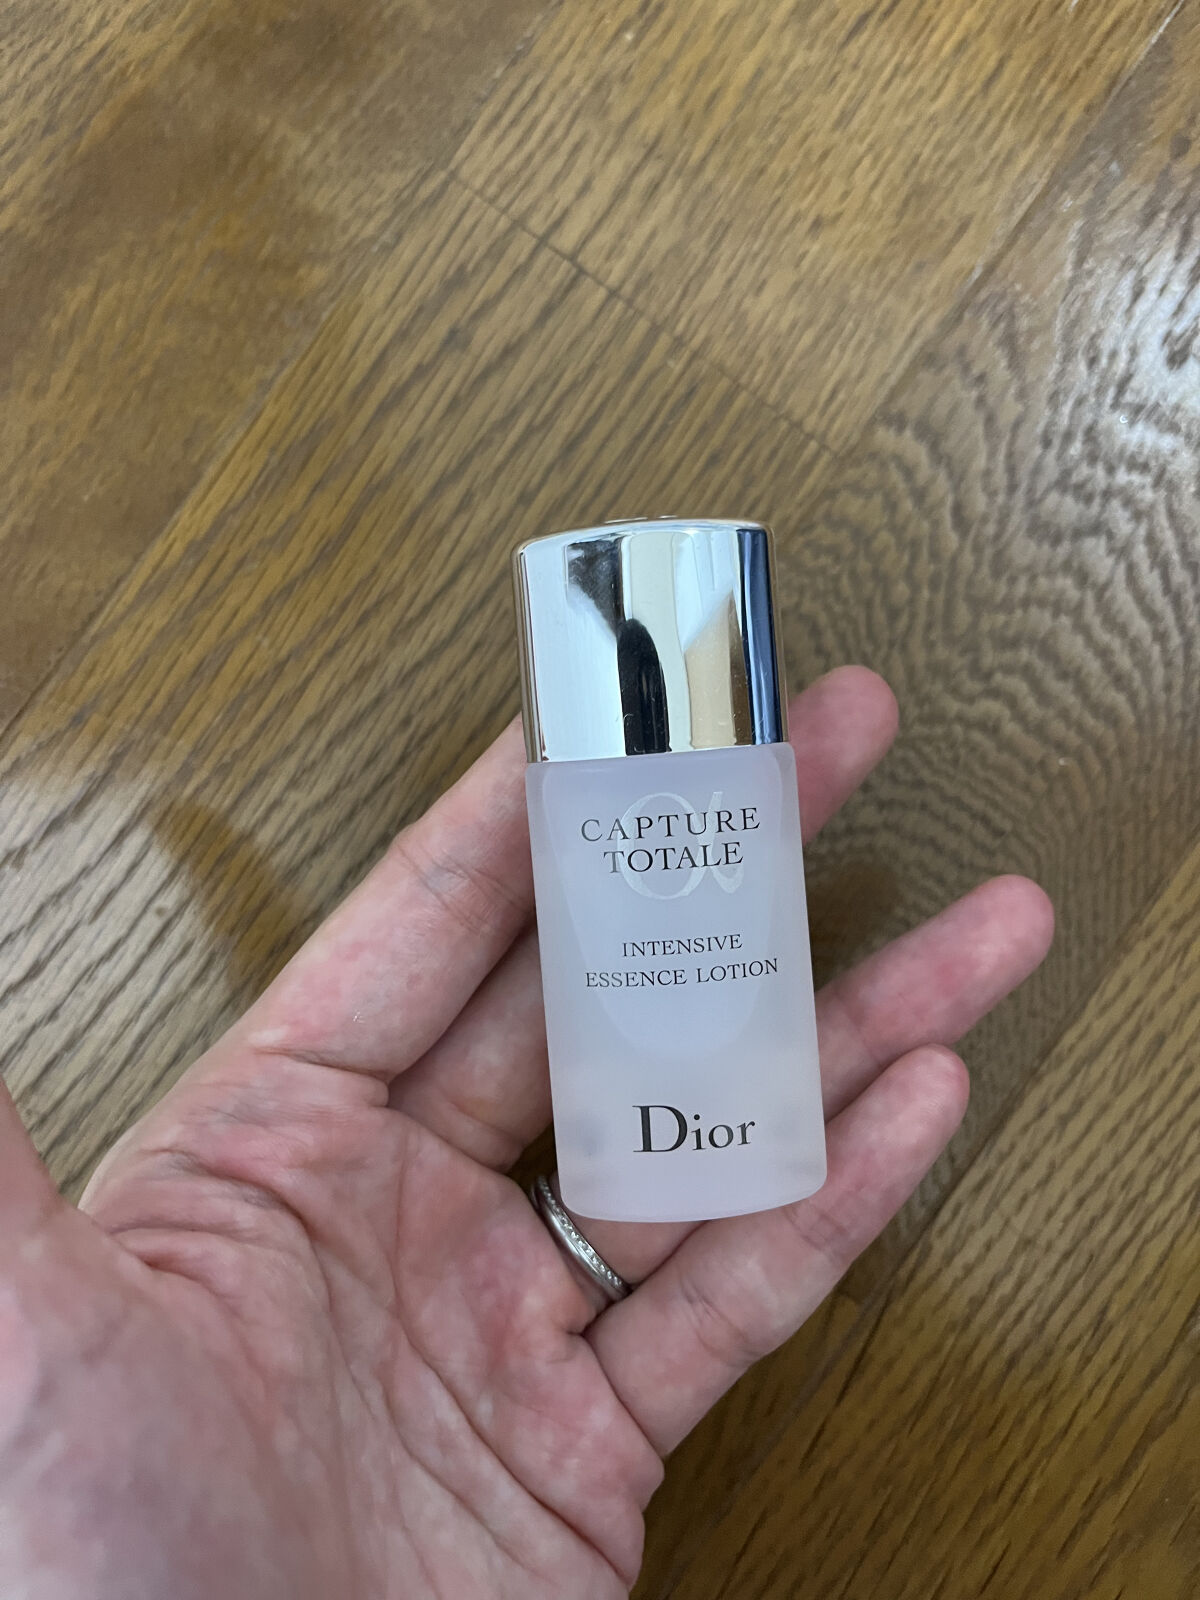 CAPTURE
TOTALE
INTENSIVE
ESSENCE LOTION
Dior